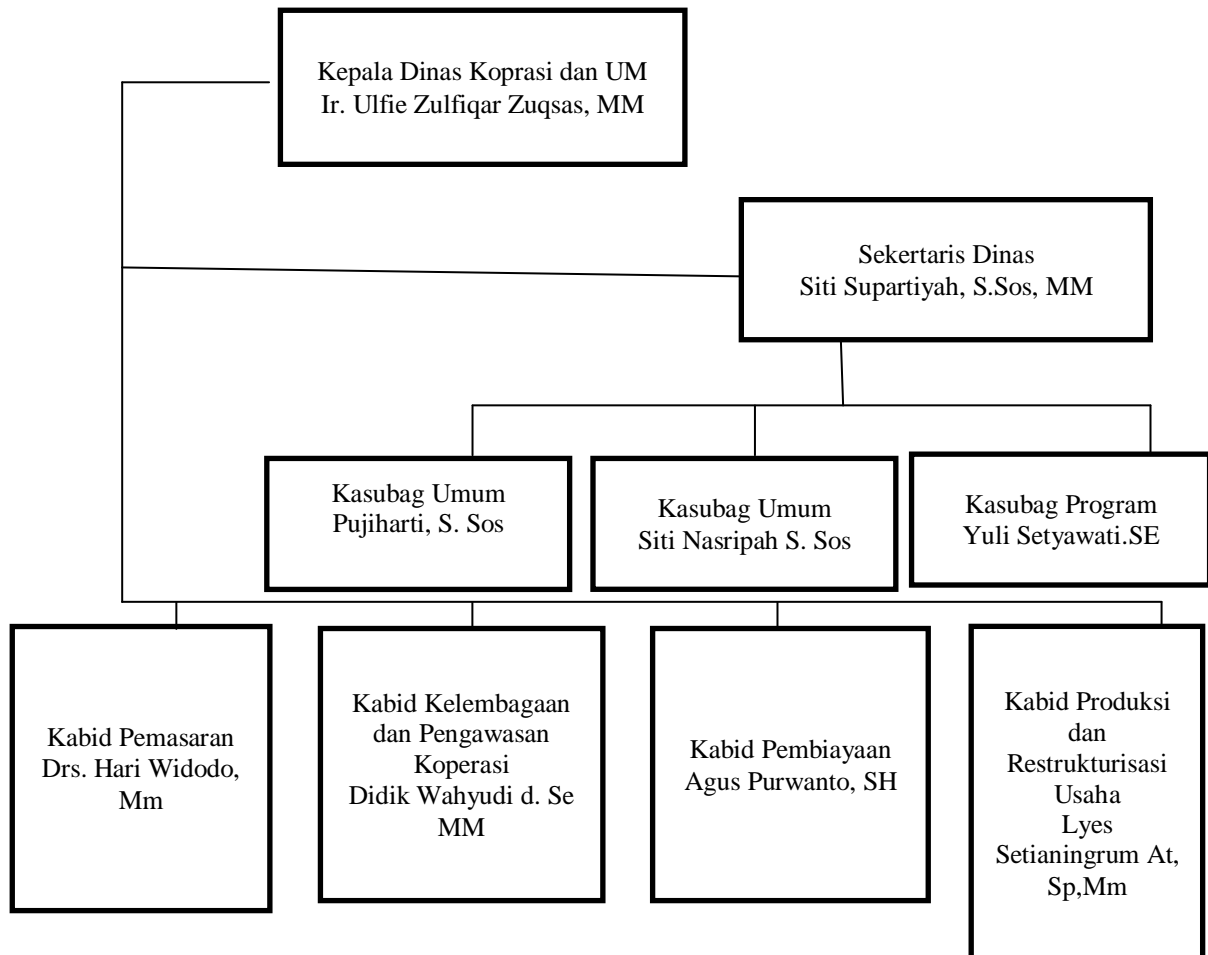 Kepala Dinas Koprasi dan UM
Ir. Ulfie Zulfiqar Zuqsas, MM
Sekertaris Dinas
Siti Supartiyah, S.Sos, MM
Kasubag Umum
Pujiharti, S. Sos
Kasubag Umum
Siti Nasripah S. Sos
Kasubag Program
Yuli Setyawati.SE
Kabid Pemasaran
Drs. Hari Widodo,
Mm
Kabid Kelembagaan
dan Pengawasan
Koperasi
Didik Wahyudi d. Se
MM
Kabid Pembiayaan
Agus Purwanto, SH
Kabid Produksi
dan
Restrukturisasi
Usaha
Lyes
Setianingrum At,
Sp,Mm